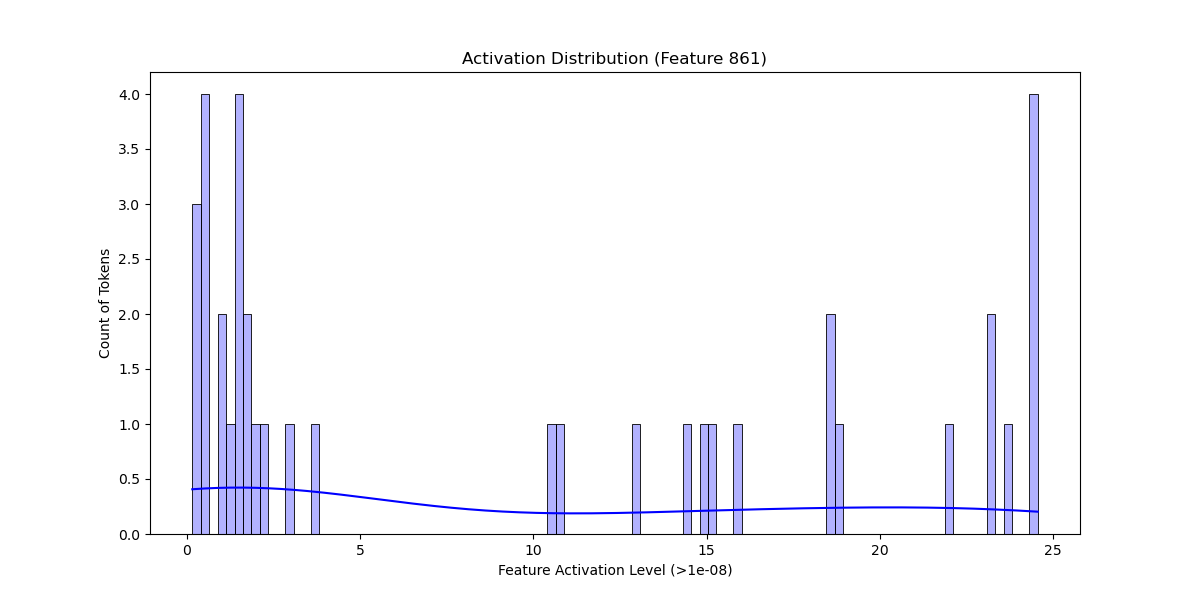 Activation Distribution (Feature 861)
4.0
3.5
3.0
2.5
2.0
1.5
1.0
0.5
0.0
Count of Tokens
0 5 10 15 20 25
Feature Activation Level (>1e-08)